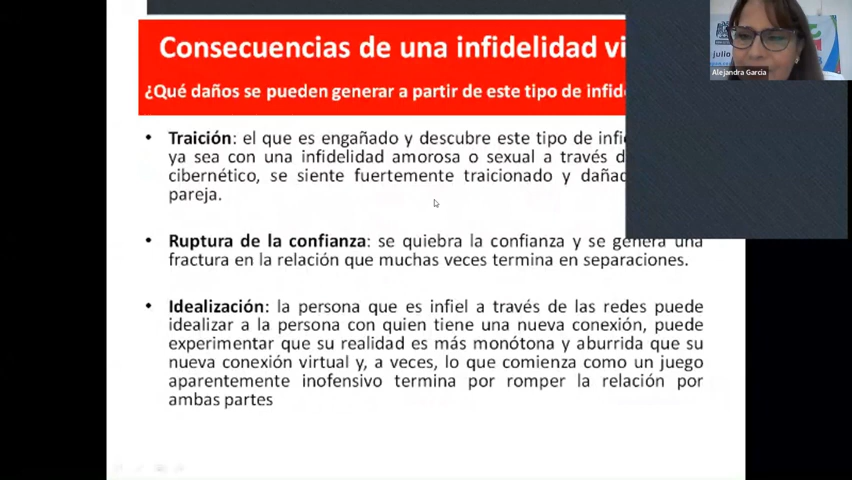 Consecuencias de una infidelidad
¿Qué daños se pueden generar a partir de este tipo de
• Traición: el que es engañado y descubre este tipo de
ya sea con una infidelidad amorosa o sexual a través
cibernético, se siente fuertemente traicionado y
pareja.
• Ruptura de la confianza: se quiebra la confianza y se genera una
fractura en la relación que muchas veces termina en separaciones.
• Idealización: la persona que es infiel a través de las redes puede
idealizar a la persona con quien tiene una nueva conexión, puede
experimentar que su realidad es más monótona y aburrida que su
nueva conexión virtual y, a veces, lo que comienza como un juego
aparentemente inofensivo termina por romper la relación por
ambas partes
julio
Alejandra García